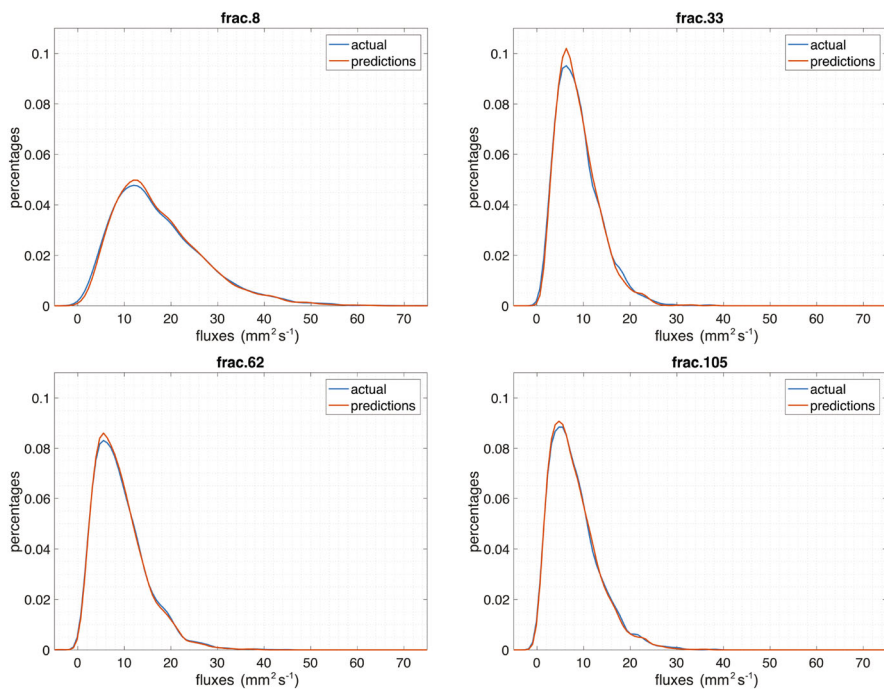 frac.8
actual
predictions
percentages
0.1
0.08
0.06
0.04
0.02
0
0 10 20 30 40 50 60 70
fluxes (mm² s⁻¹)
frac.33
actual
predictions
percentages
0.1
0.08
0.06
0.04
0.02
0
0 10 20 30 40 50 60 70
fluxes (mm² s⁻¹)
frac.62
actual
predictions
percentages
0.1
0.08
0.06
0.04
0.02
0
0 10 20 30 40 50 60 70
fluxes (mm² s⁻¹)
frac.105
actual
predictions
percentages
0.1
0.08
0.06
0.04
0.02
0
0 10 20 30 40 50 60 70
fluxes (mm² s⁻¹)